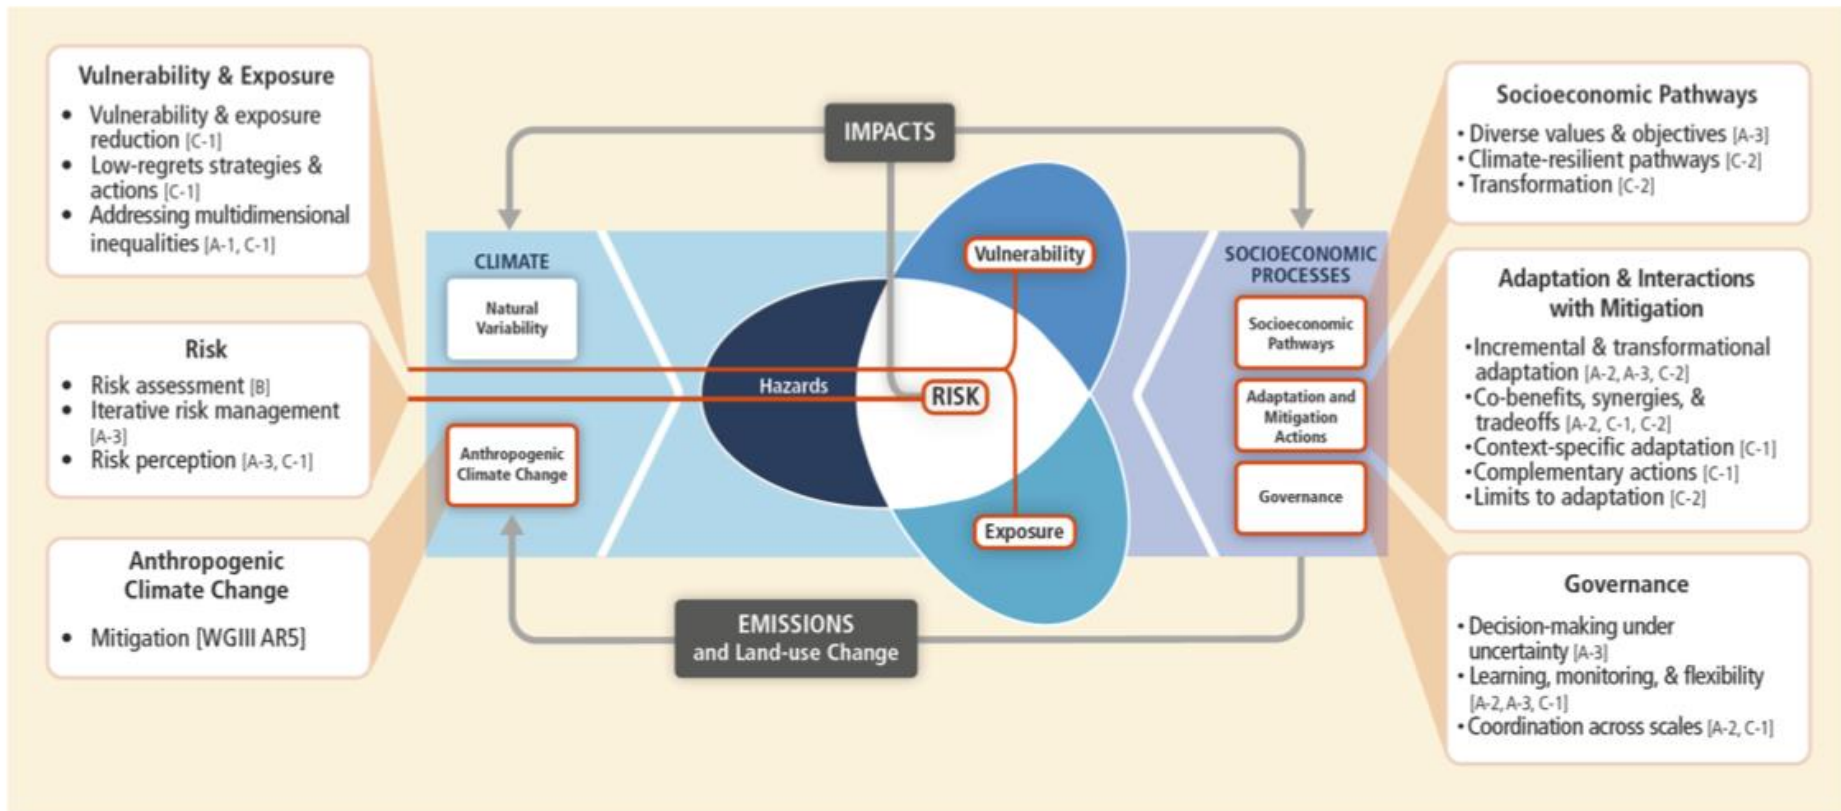 Vulnerability & Exposure
• Vulnerability & exposure
reduction [C-1]
• Low-regrets strategies &
actions [C-1]
• Addressing multidimensional
inequalities [A-1, C-1]
Risk
• Risk assessment [B]
• Iterative risk management
[A-3]
• Risk perception [A-3, C-1]
Anthropogenic
Climate Change
• Mitigation [WGIII AR5]
IMPACTS
CLIMATE
Natural
Variability
Anthropogenic
Climate Change
Vulnerability
Hazards
RISK
Exposure
EMISSIONS
and Land-use Change
SOCIOECONOMIC
PROCESSES
Socioeconomic
Pathways
Adaptation and
Mitigation
Actions
Governance
Socioeconomic Pathways
• Diverse values & objectives [A-3]
• Climate-resilient pathways [C-2]
• Transformation [C-2]
Adaptation & Interactions
with Mitigation
•Incremental & transformational
adaptation [A-2, A-3, C-2]
•Co-benefits, synergies, &
tradeoffs [A-2, C-1, C-2]
•Context-specific adaptation [C-1]
•Complementary actions [C-1]
•Limits to adaptation [C-2]
Governance
• Decision-making under
uncertainty [A-3]
• Learning, monitoring, & flexibility
[A-2, A-3, C-1]
• Coordination across scales [A-2, C-1]